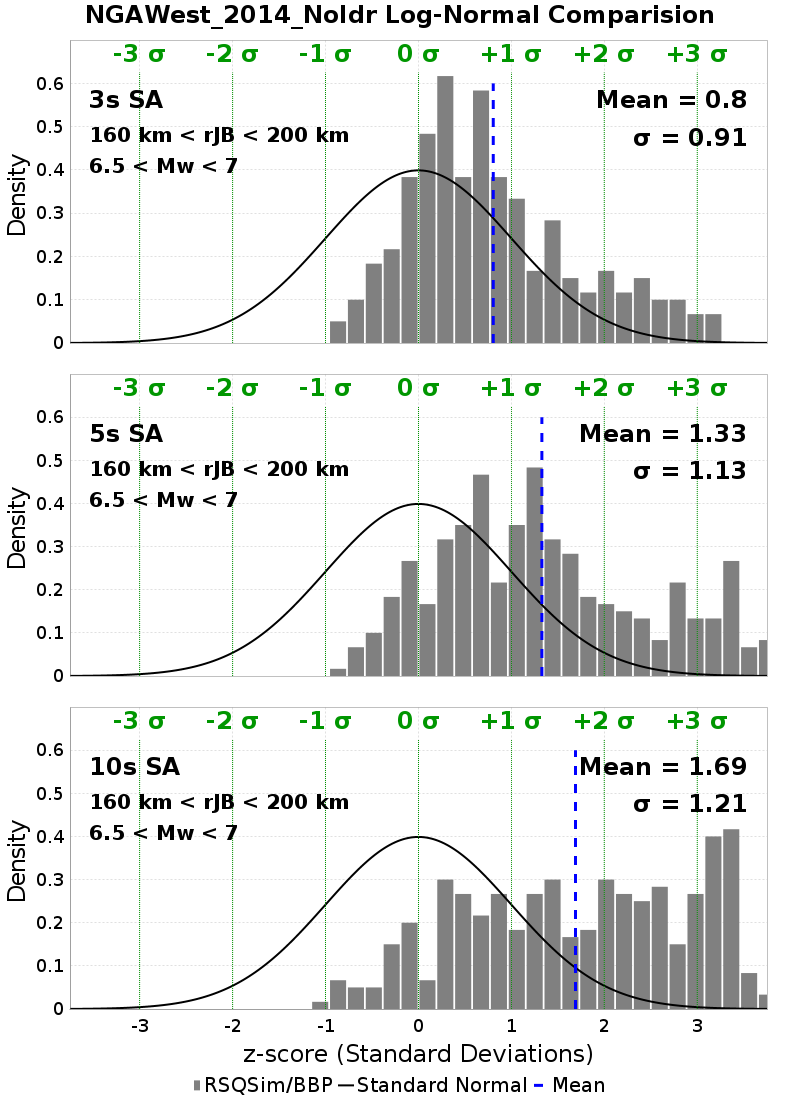 NGAWest_2014_NoIdr Log-Normal Comparision
-3 σ -2 σ -1 σ 0 σ +1 σ +2 σ +3 σ
0.6
3s SA
Mean = 0.8
0.5
160 km < rJB < 200 km
σ = 0.91
6.5 < Mw < 7
0.4
0.3
0.2
0.1
0
Density
-3 σ -2 σ -1 σ 0 σ +1 σ +2 σ +3 σ
0.6
5s SA
Mean = 1.33
0.5
160 km < rJB < 200 km
σ = 1.13
6.5 < Mw < 7
0.4
0.3
0.2
0.1
0
Density
-3 σ -2 σ -1 σ 0 σ +1 σ +2 σ +3 σ
0.6
10s SA
Mean = 1.69
0.5
160 km < rJB < 200 km
σ = 1.21
6.5 < Mw < 7
0.4
0.3
0.2
0.1
0
Density
-3 -2 -1 0 1 2 3
z-score (Standard Deviations)
RSQSim/BBP Standard Normal Mean